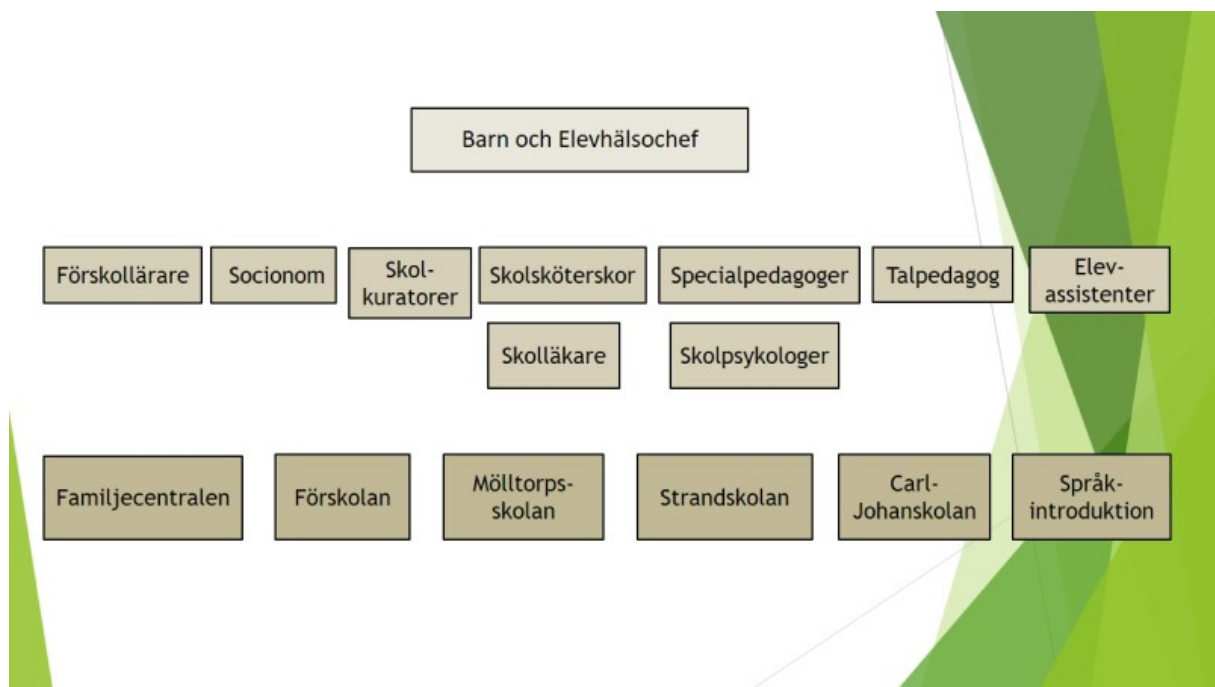 Barn och Elevhälsochef
Förskollärare
Socionom
Skol-
kuratorer
Skolsköterskor
Specialpedagoger
Talpedagog
Elev-
assistenter
Skolläkare
Skolpsykologer
Familjecentralen
Förskolan
Mölltorps-
skolan
Strandskolan
Carl-
Johanskolan
Språk-
introduktion